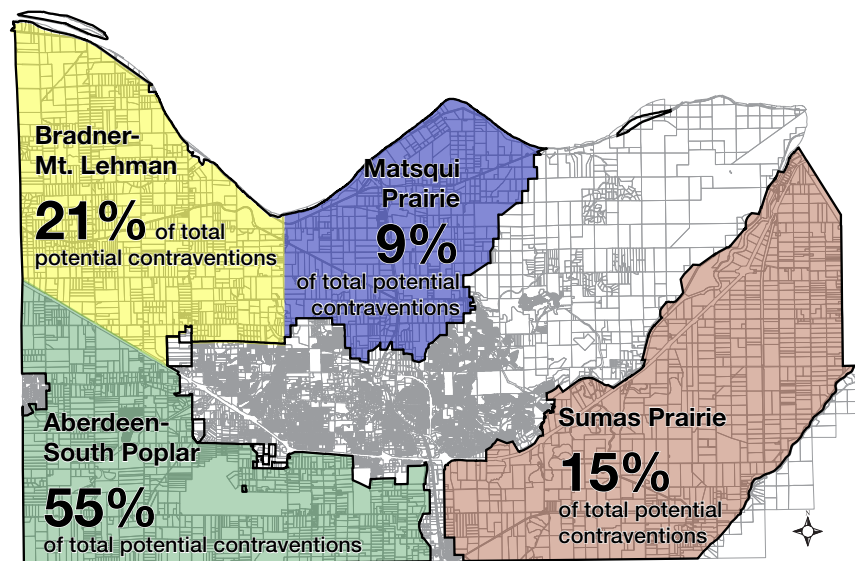 Bradner-
Mt. Lehman
21% of total
potential contraventions
Matsqui
Prairie
9%
of total potential
contraventions
Aberdeen-
South Poplar
55%
of total potential contraventions
Sumas Prairie
15%
of total potential
contraventions
N